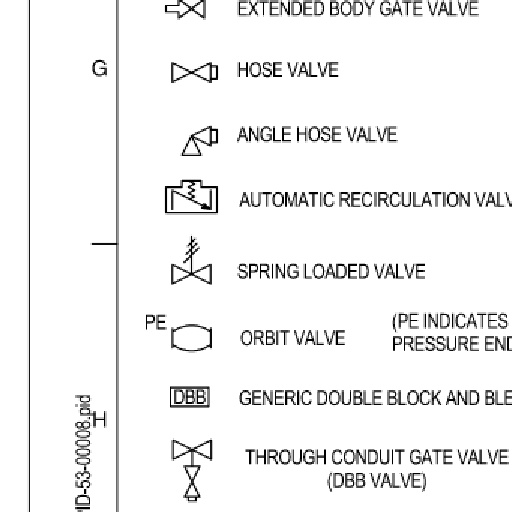 EXTENDED BODY GATE VALVE
G
HOSE VALVE
ANGLE HOSE VALVE
AUTOMATIC RECIRCULATION VALV
SPRING LOADED VALVE
PE
ORBIT VALVE
(PE INDICATES
PRESSURE END
DBB
GENERIC DOUBLE BLOCK AND BLE
H
THROUGH CONDUIT GATE VALVE
(DBB VALVE)
ID-53-00008.pid